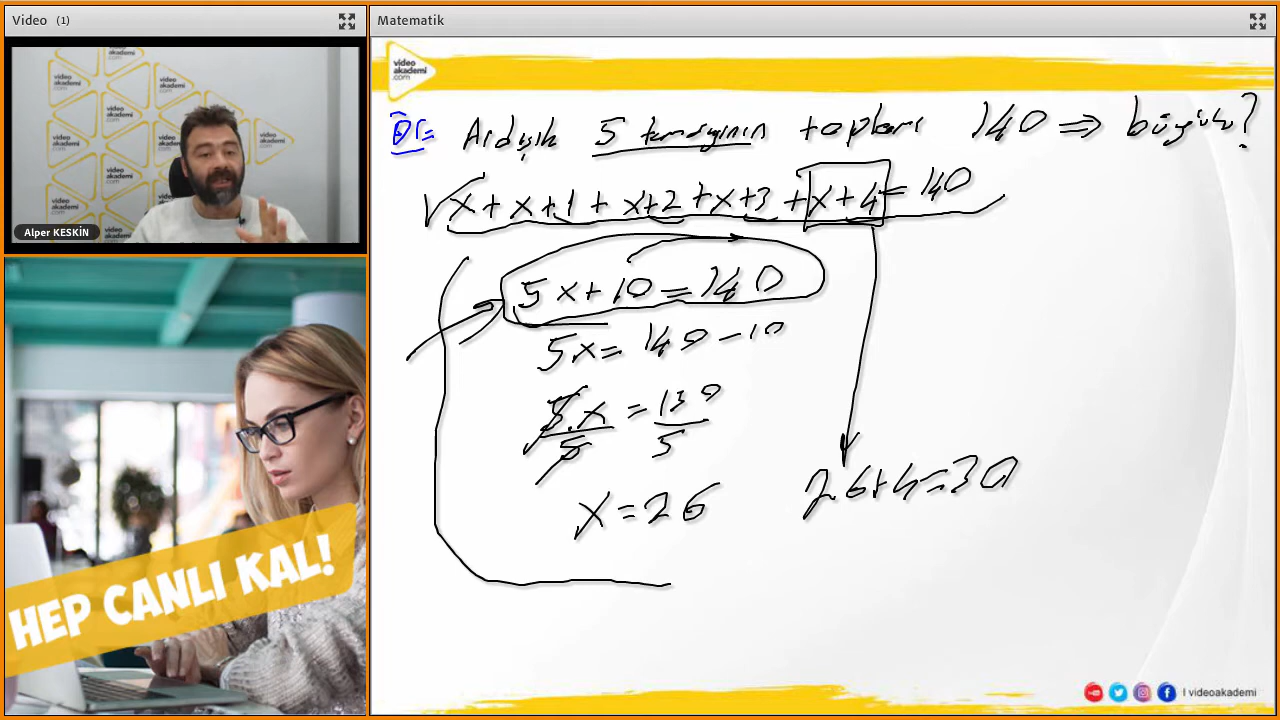 Video (1)
Matematik
video
akademi
.com
Alper KESKİN
Ör= Ardışık 5 tamsayının toplamı 140 ⇒ büyüğü?
x + x+1 + x+2 + x+3 + x+4 = 140
5x+10=140
5x=140-10
5.x/5 = 130/5
x=26
26+4=30
HEP CANLI KAL!
I videoakademi